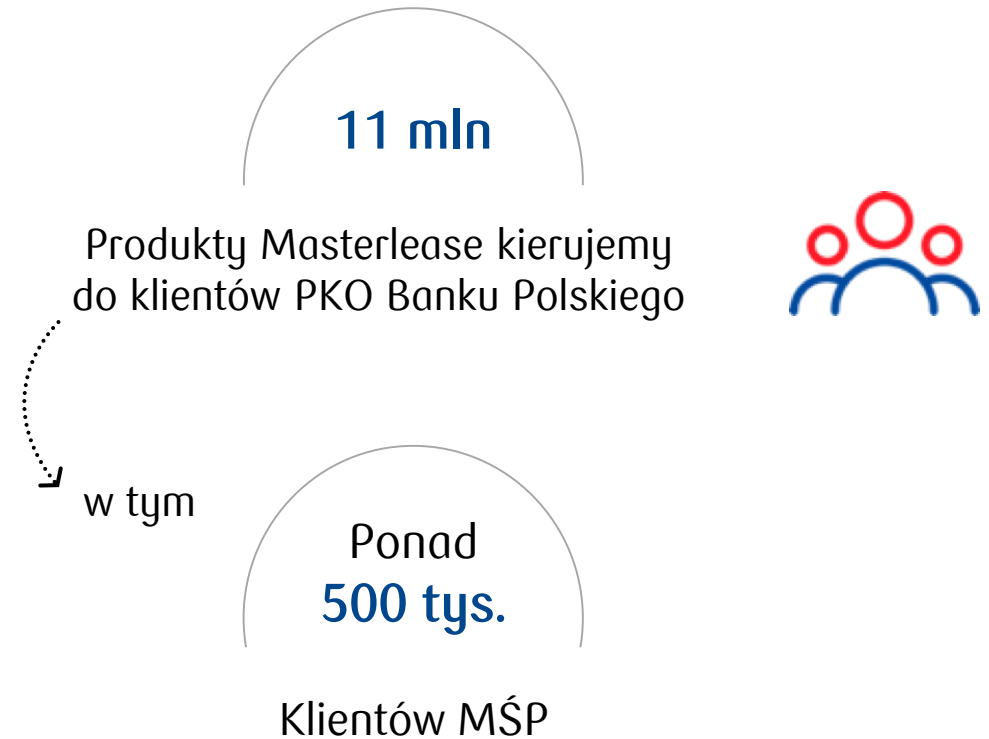 11 mln
Produkty Masterlease kierujemy
do klientów PKO Banku Polskiego
w tym
Ponad
500 tys.
Klientów MŚP